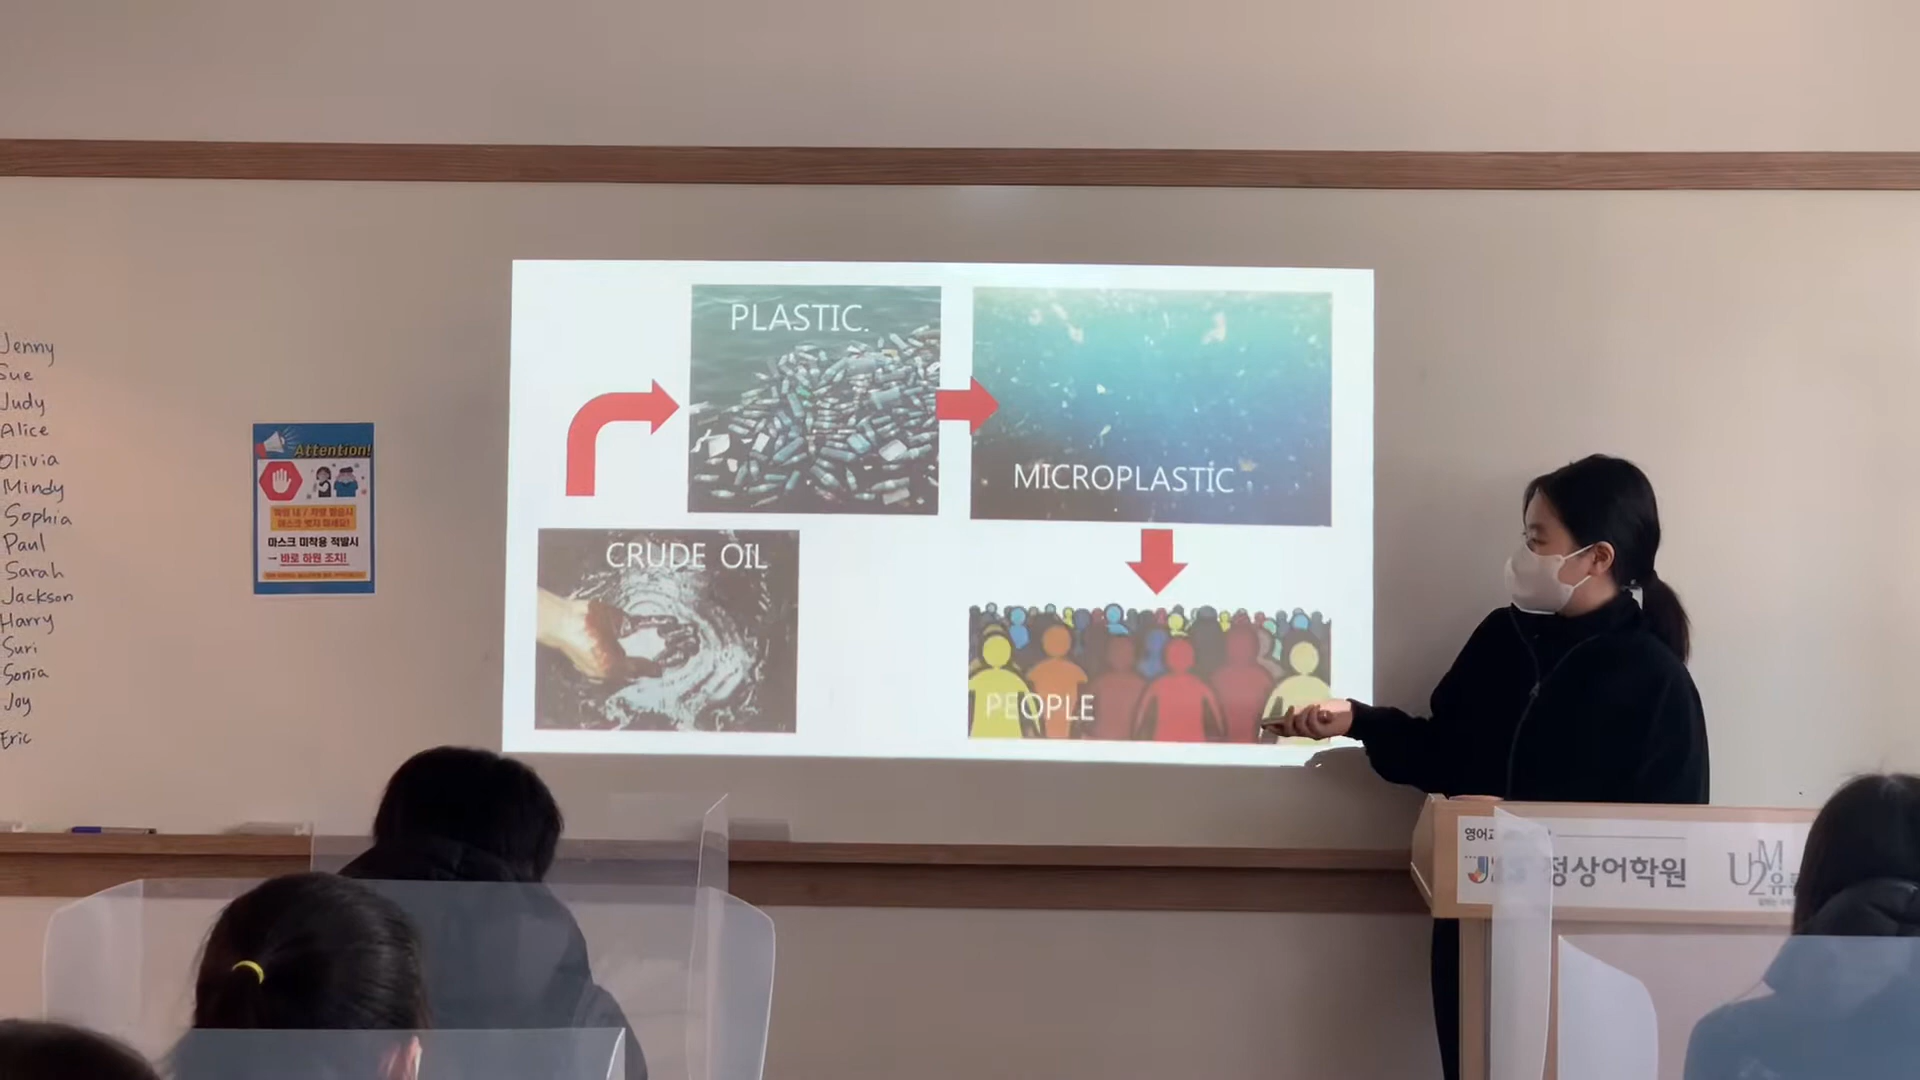 Jenny
Sue
Judy
Alice
Olivia
Mindy
Sophia
Paul
Sarah
Jackson
Harry
Suri
Sonia
Joy
Eric
Attention!
마스크 미착용 적발시
→ 바로 하원 조치!
PLASTIC.
MICROPLASTIC
CRUDE OIL
PEOPLE
정상어학원
U2M